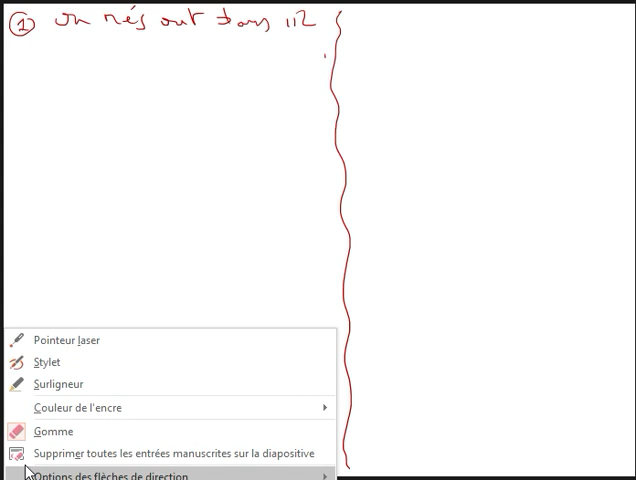 ① on résout dans ℝ
Pointeur laser
Stylet
Surligneur
Couleur de l'encre
Gomme
Supprimer toutes les entrées manuscrites sur la diapositive
Options des flèches de direction